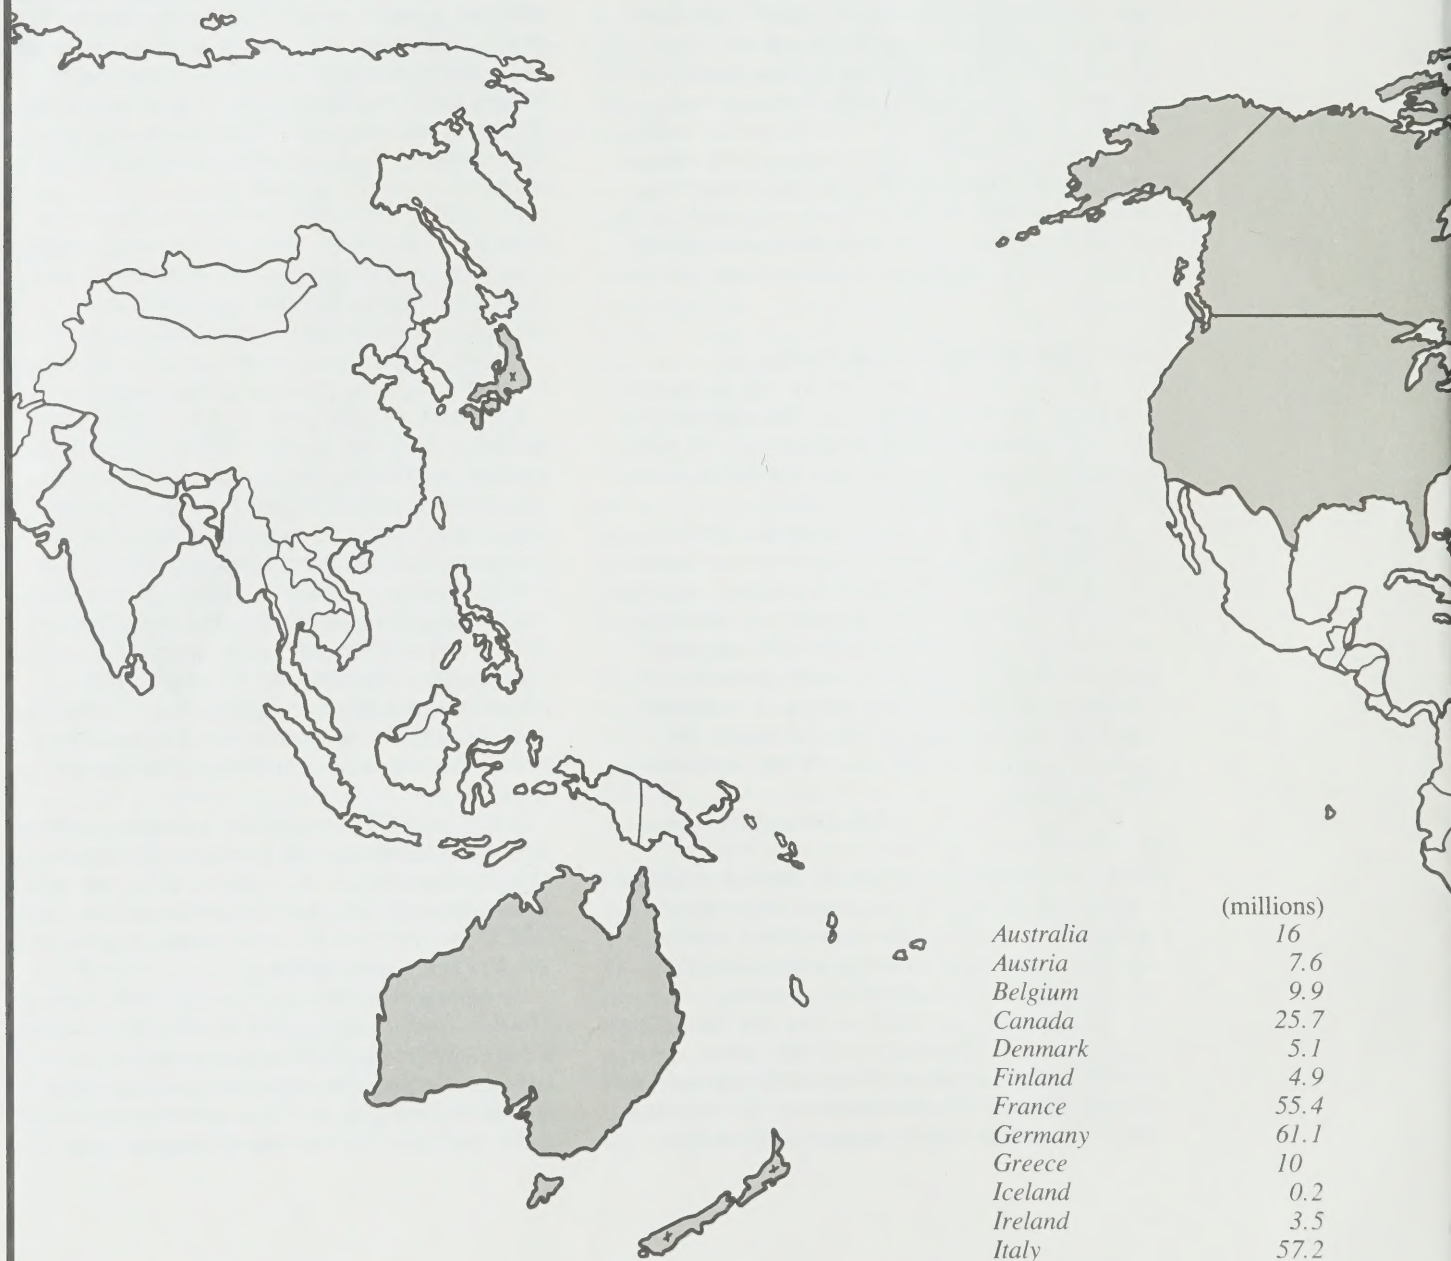 (millions)
Australia 16
Austria 7.6
Belgium 9.9
Canada 25.7
Denmark 5.1
Finland 4.9
France 55.4
Germany 61.1
Greece 10
Iceland 0.2
Ireland 3.5
Italy 57.2